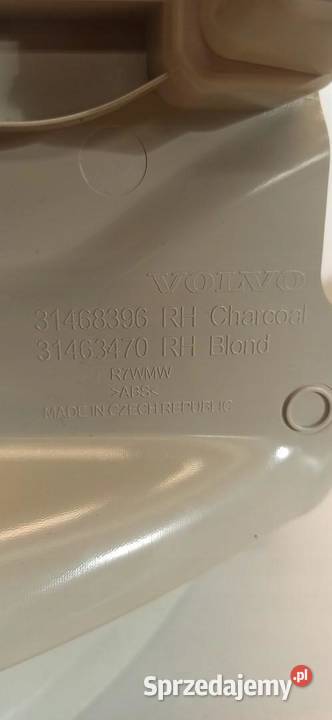 VOLVO
31468396 RH Charcoal
31463470 RH Blond
R7WMW
>ABS<
MADE IN CZECH REPUBLIC
Sprzedajemy.pl